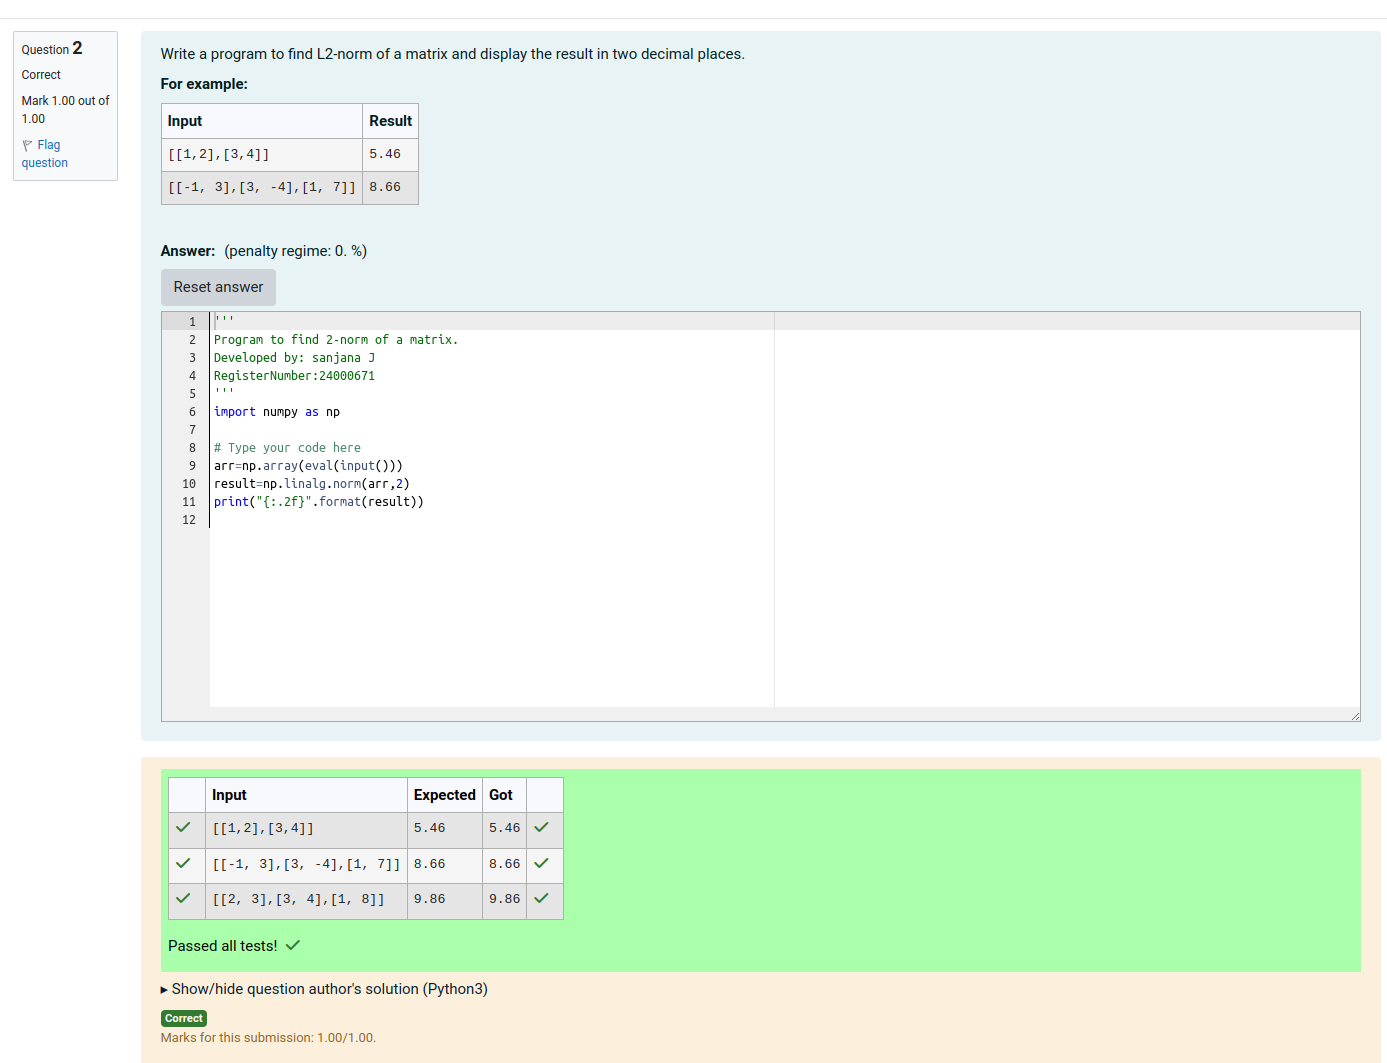 Question 2
Correct
Mark 1.00 out of
1.00
Flag
question
Write a program to find L2-norm of a matrix and display the result in two decimal places.
For example:
Input Result
[[1,2],[3,4]] 5.46
[[-1, 3],[3, -4],[1, 7]] 8.66
Answer: (penalty regime: 0. %)
Reset answer
1 '''
2 Program to find 2-norm of a matrix.
3 Developed by: sanjana J
4 RegisterNumber:24000671
5 '''
6 import numpy as np
7
8 # Type your code here
9 arr=np.array(eval(input()))
10 result=np.linalg.norm(arr,2)
11 print("{:.2f}".format(result))
12
Input Expected Got
[[1,2],[3,4]] 5.46 5.46
[[-1, 3],[3, -4],[1, 7]] 8.66 8.66
[[2, 3],[3, 4],[1, 8]] 9.86 9.86
Passed all tests!
Show/hide question author's solution (Python3)
Correct
Marks for this submission: 1.00/1.00.